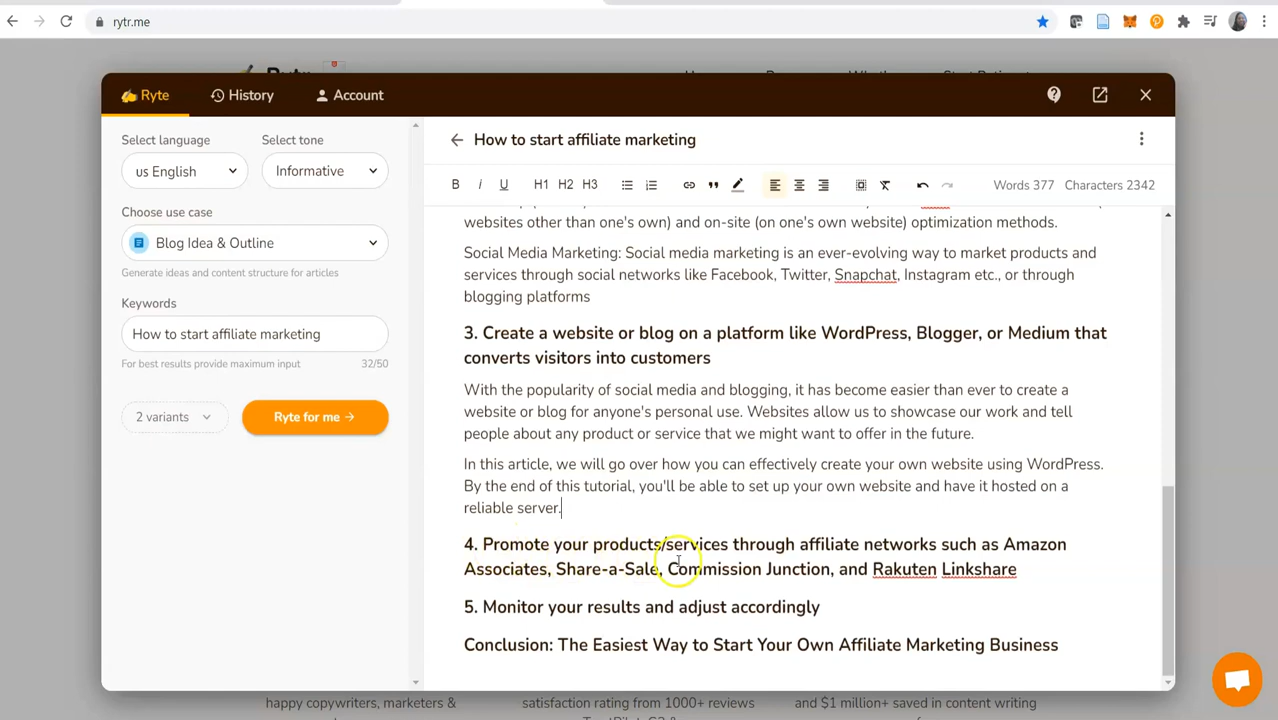 rytr.me
Ryte
History
Account
Select language
Select tone
us English
Informative
Choose use case
Blog Idea & Outline
Generate ideas and content structure for articles
Keywords
How to start affiliate marketing
For best results provide maximum input
32/50
2 variants
Ryte for me →
How to start affiliate marketing
B i U H1 H2 H3
Words 377 Characters 2342
websites other than one's own) and on-site (on one's own website) optimization methods.
Social Media Marketing: Social media marketing is an ever-evolving way to market products and
services through social networks like Facebook, Twitter, Snapchat, Instagram etc., or through
blogging platforms
3. Create a website or blog on a platform like WordPress, Blogger, or Medium that
converts visitors into customers
With the popularity of social media and blogging, it has become easier than ever to create a
website or blog for anyone's personal use. Websites allow us to showcase our work and tell
people about any product or service that we might want to offer in the future.
In this article, we will go over how you can effectively create your own website using WordPress.
By the end of this tutorial, you'll be able to set up your own website and have it hosted on a
reliable server.
4. Promote your products/services through affiliate networks such as Amazon
Associates, Share-a-Sale, Commission Junction, and Rakuten Linkshare
5. Monitor your results and adjust accordingly
Conclusion: The Easiest Way to Start Your Own Affiliate Marketing Business
happy copywriters, marketers &
satisfaction rating from 1000+ reviews
and $1 million+ saved in content writing